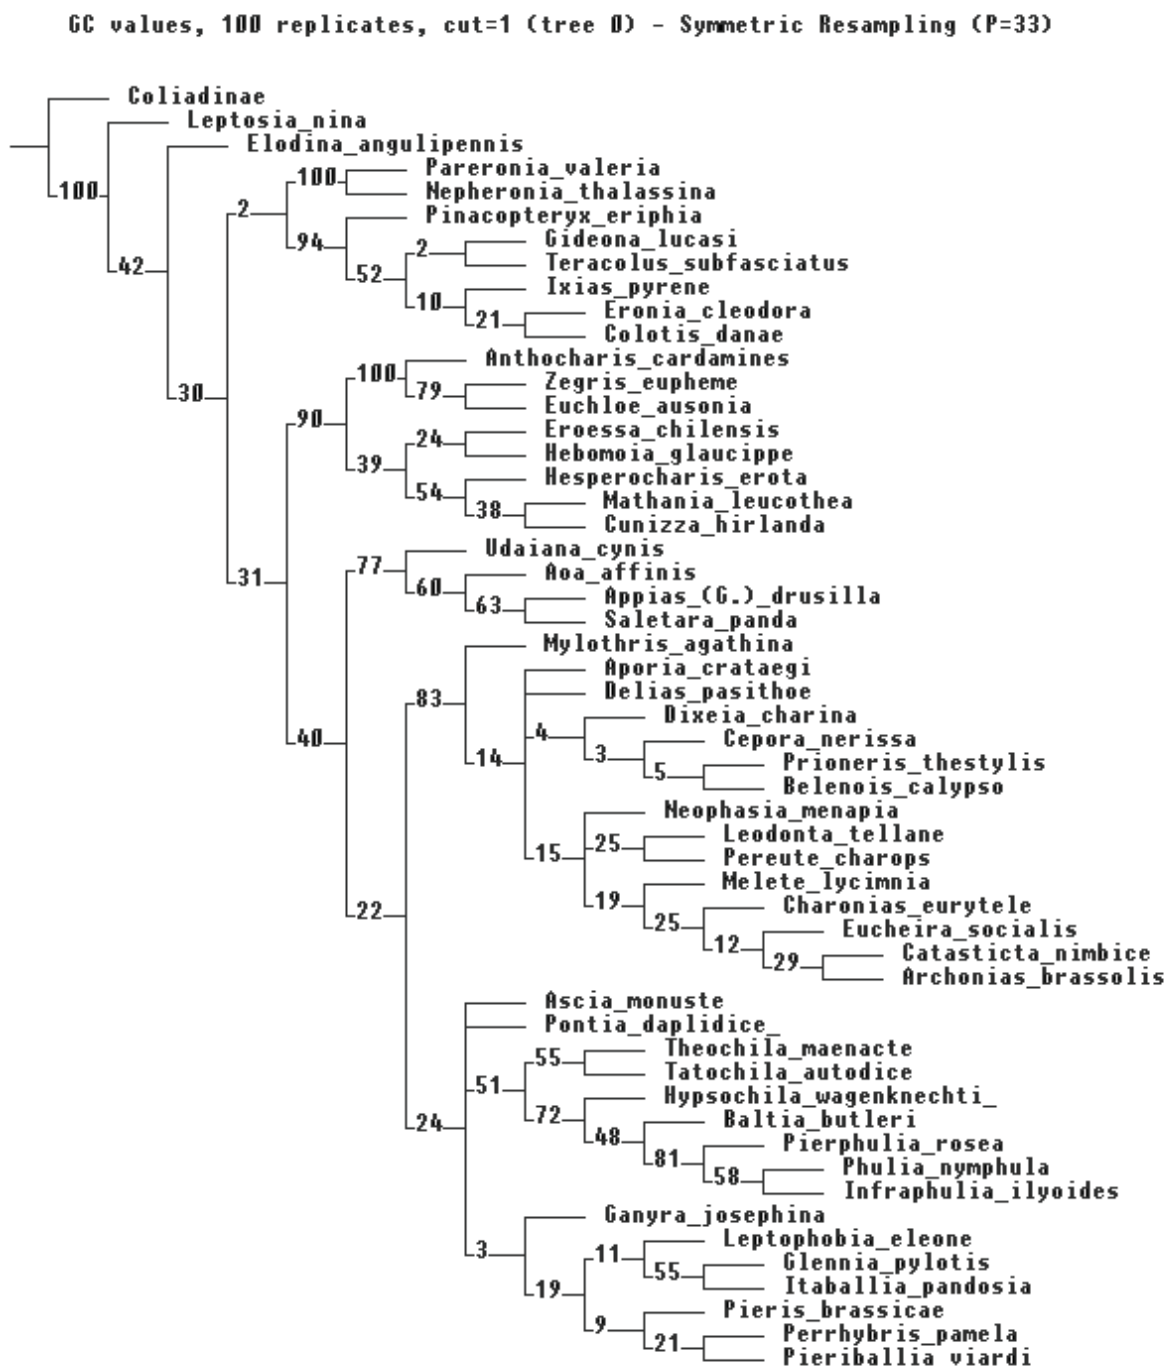 GC values, 100 replicates, cut=1 (tree 0) - Symmetric Resampling (P=33)
Coliadinae
Leptosia_nina
Elodina_angulipennis
Pareronia_valeria
100
Nepheronia_thalassina
100
2
Pinacopteryx_eriphia
94
Gideona_lucasi
2
Teracolus_subfasciatus
42
52
Ixias_pyrene
10
Eronia_cleodora
21
Colotis_danae
Anthocharis_cardamines
100
Zegris_eupheme
30
79
Euchloe_ausonia
90
Eroessa_chilensis
24
Hebomoia_glaucippe
39
Hesperocharis_erota
54
Mathania_leucothea
38
Cunizza_hirlanda
Udaiana_cynis
77
Aoa_affinis
31
60
Appias_(G.)_drusilla
63
Saletara_panda
Mylothris_agathina
Aporia_crataegi
83
Delias_pasithoe
Dixeia_charina
4
40
Cepora_nerissa
3
14
Prioneris_thestylis
5
Belenois_calypso
Neophasia_menapia
Leodonta_tellane
25
15
Pereute_charops
Melete_lycimnia
19
22
Charonias_eurytele
25
Eucheira_socialis
12
Catasticta_nimbice
29
Archonias_brassolis
Ascia_monuste
Pontia_daplidice_
Theochila_maenacte
55
Tatochila_autodice
51
Hypsochila_wagenknechti_
72
24
Baltia_butleri
48
Pierphulia_rosea
81
Phulia_nymphula
58
Infraphulia_ilyoides
Ganyra_josephina
Leptophobia_eleone
3
11
Glennia_pylotis
55
19
Itaballia_pandosia
Pieris_brassicae
9
Perrhybris_pamela
21
Pieriballia_viardi